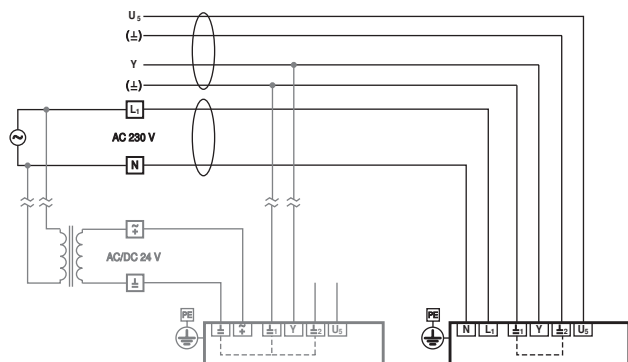 U5
(⊥)
Y
(⊥)
L1
AC 230 V
N
~
+
AC/DC 24 V
⊥
PE
⊥ ~+ ⊥1 Y ⊥2 U5
PE
N L1 ⊥1 Y ⊥2 U5